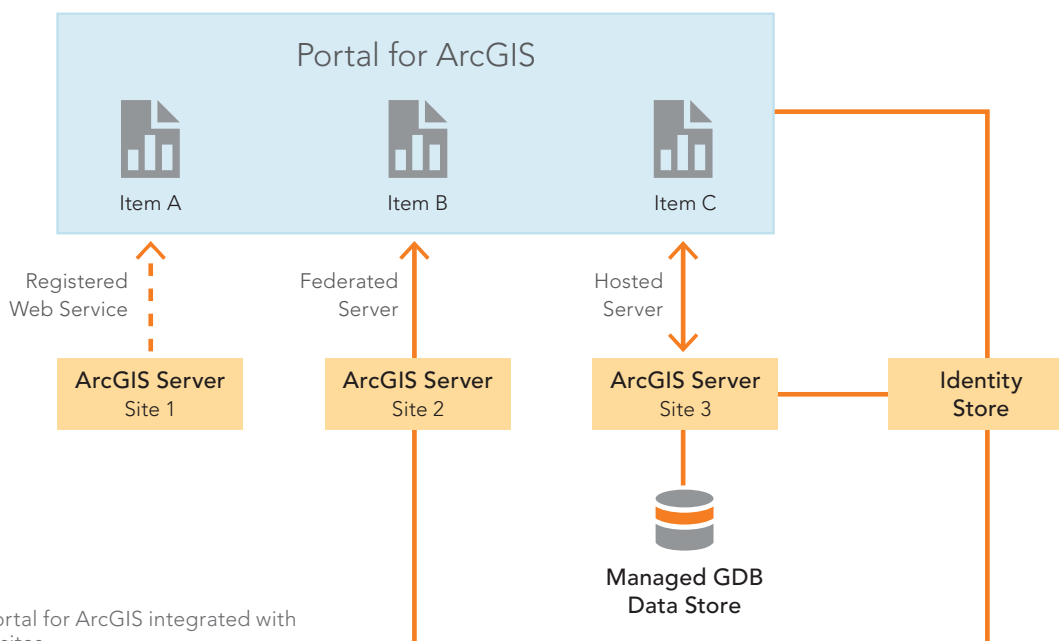 Portal for ArcGIS
Item A
Item B
Item C
Registered
Web Service
Federated
Server
Hosted
Server
ArcGIS Server
Site 1
ArcGIS Server
Site 2
ArcGIS Server
Site 3
Identity
Store
Managed GDB
Data Store
ortal for ArcGIS integrated with